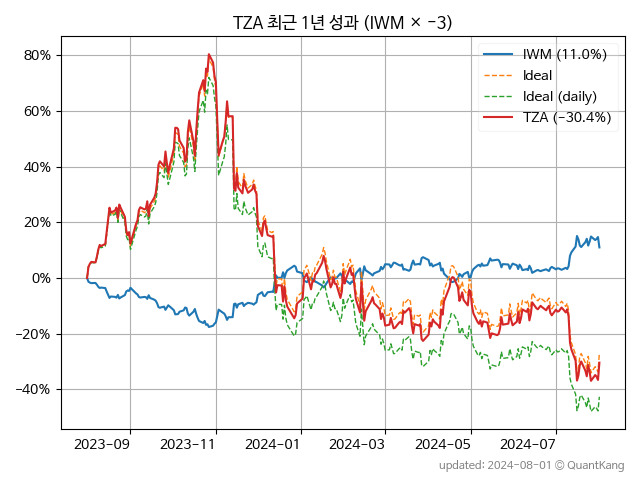 TZA 최근 1년 성과 (IWM × −3)
IWM (11.0%)
Ideal
Ideal (daily)
TZA (−30.4%)
80%
60%
40%
20%
0%
−20%
−40%
2023−09
2023−11
2024−01
2024−03
2024−05
2024−07
updated: 2024−08−01 © QuantKang